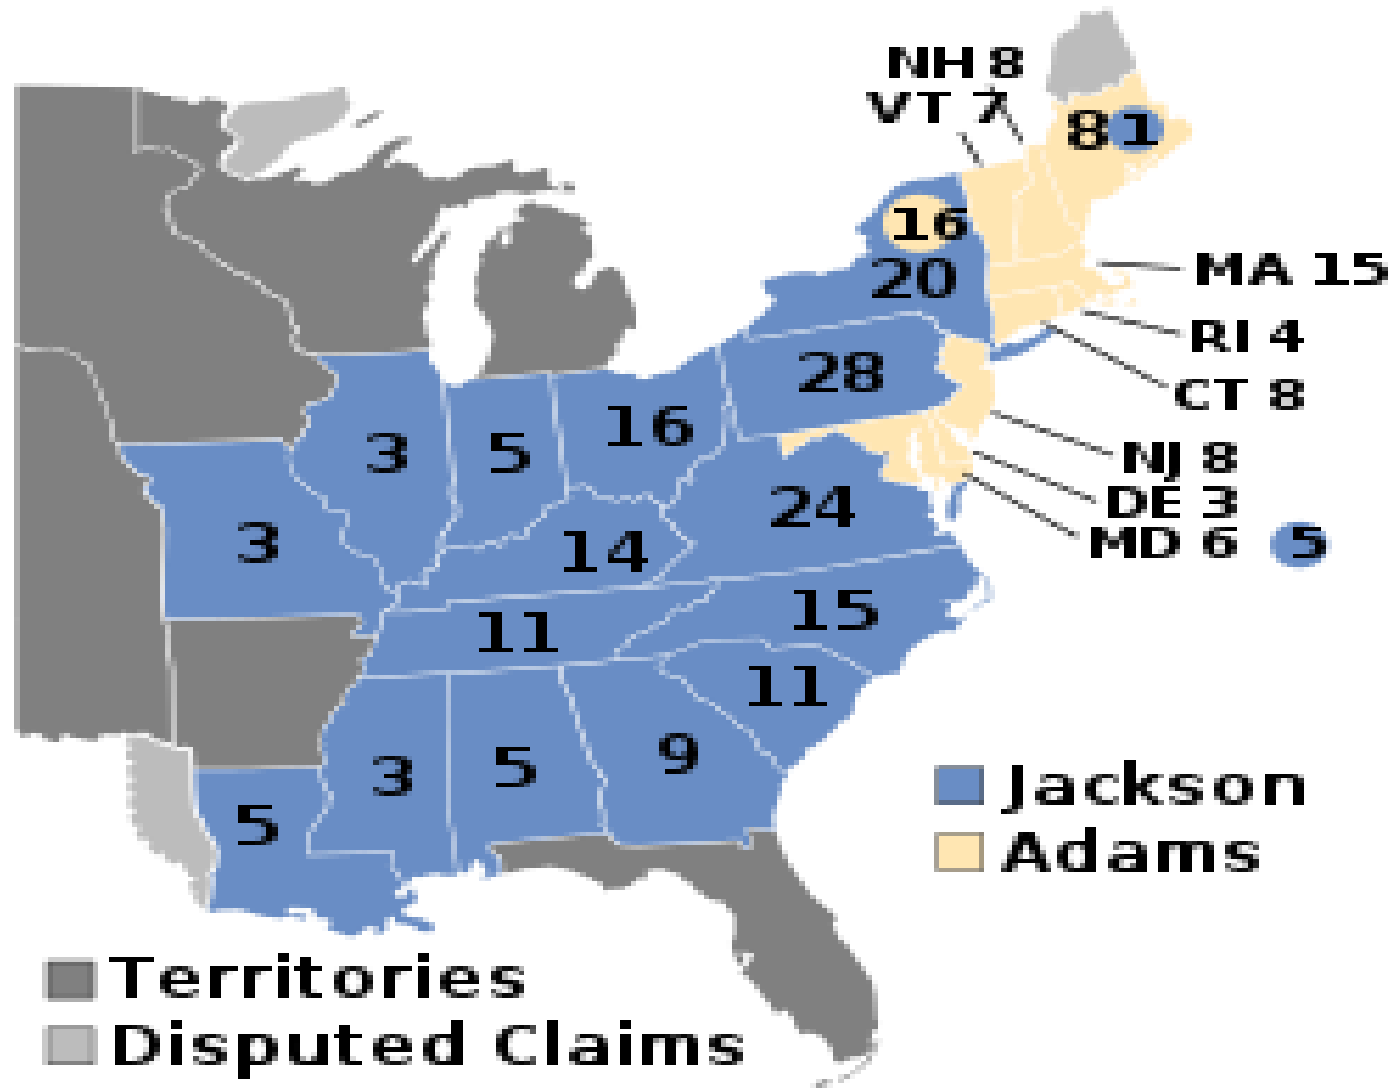 NH 8
VT 7
8 1
16
20
MA 15
RI 4
CT 8
28
NJ 8
DE 3
MD 6 5
3
5
16
24
3
14
15
11
11
3
5
9
5
Jackson
Adams
Territories
Disputed Claims